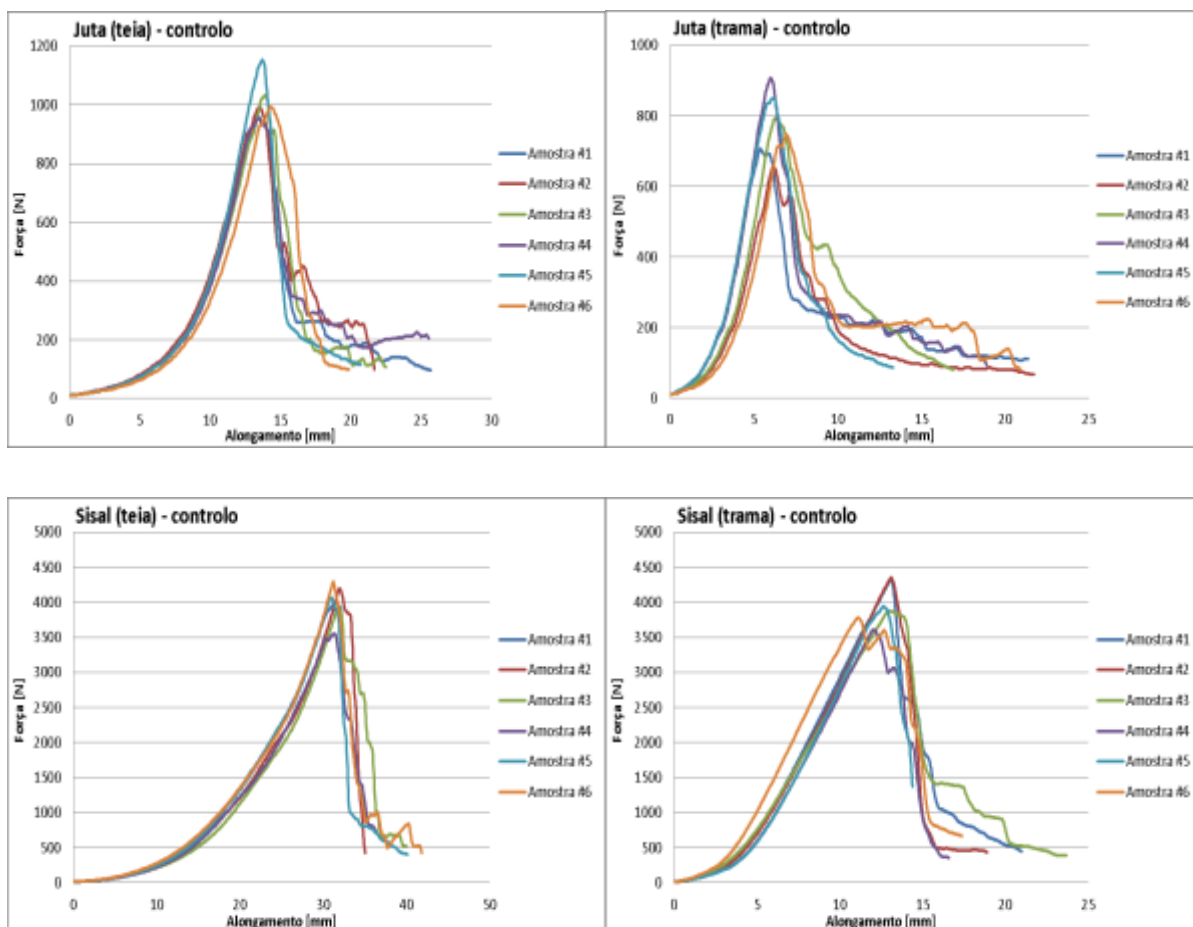 Juta (teia) - controlo
1200
1000
800
600
400
200
0
0 5 10 15 20 25 30
Força [N]
Alongamento [mm]
Amostra #1
Amostra #2
Amostra #3
Amostra #4
Amostra #5
Amostra #6
Juta (trama) - controlo
1000
800
600
400
200
0
0 5 10 15 20 25
Força [N]
Alongamento [mm]
Amostra #1
Amostra #2
Amostra #3
Amostra #4
Amostra #5
Amostra #6
Sisal (teia) - controlo
5000
4500
4000
3500
3000
2500
2000
1500
1000
500
0
0 10 20 30 40 50
Força [N]
Alongamento [mm]
Amostra #1
Amostra #2
Amostra #3
Amostra #4
Amostra #5
Amostra #6
Sisal (trama) - controlo
5000
4500
4000
3500
3000
2500
2000
1500
1000
500
0
0 5 10 15 20 25
Força [N]
Alongamento [mm]
Amostra #1
Amostra #2
Amostra #3
Amostra #4
Amostra #5
Amostra #6